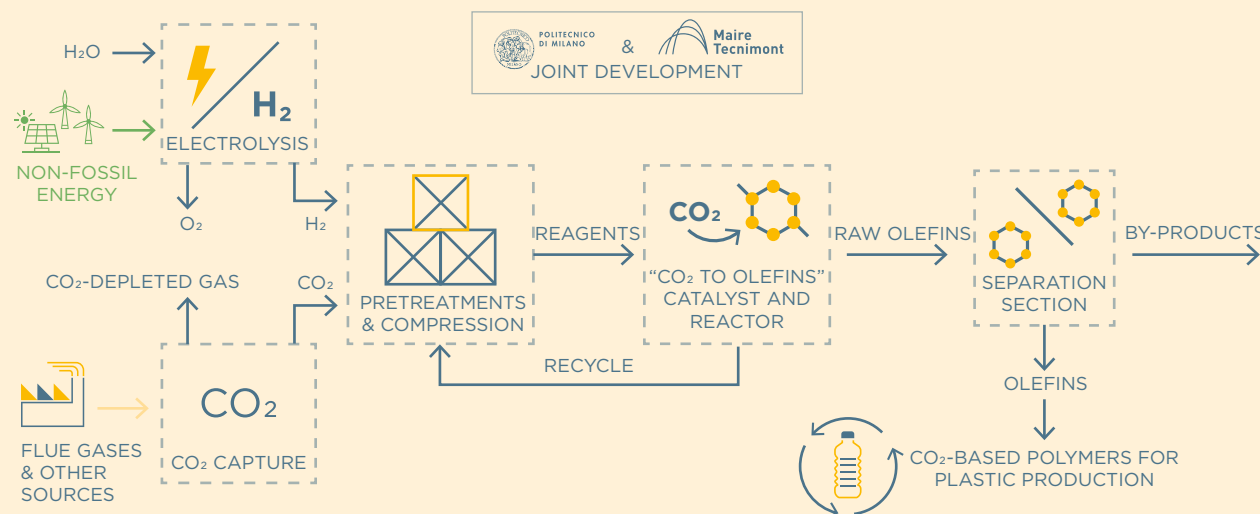 POLITECNICO
DI MILANO
&
Maire
Tecnimont
JOINT DEVELOPMENT
H₂O
H₂
ELECTROLYSIS
NON-FOSSIL
ENERGY
O₂
H₂
CO₂-DEPLETED GAS
CO₂
PRETREATMENTS
& COMPRESSION
REAGENTS
CO₂
“CO₂ TO OLEFINS”
CATALYST AND
REACTOR
RAW OLEFINS
SEPARATION
SECTION
BY-PRODUCTS
RECYCLE
OLEFINS
CO₂
CO₂ CAPTURE
FLUE GASES
& OTHER
SOURCES
CO₂-BASED POLYMERS FOR
PLASTIC PRODUCTION